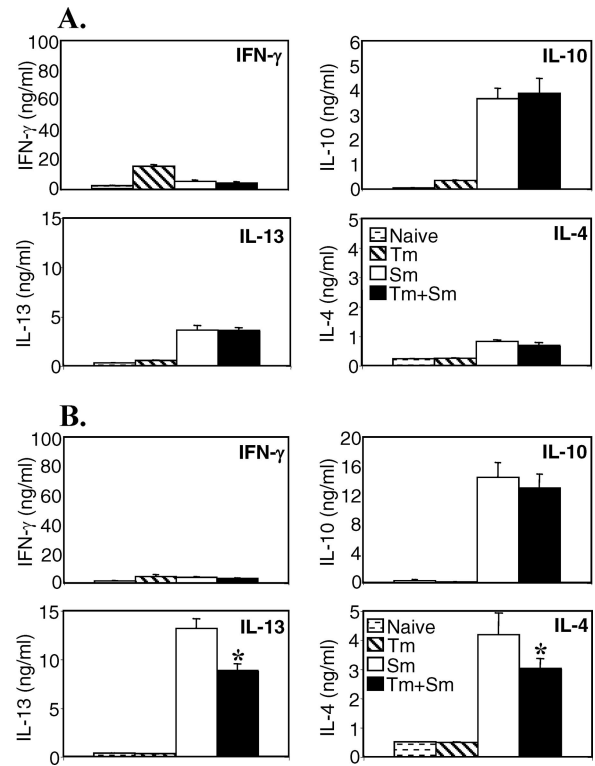 A.
IFN-γ
IFN-γ (ng/ml)
100
80
60
40
20
0
IL-10
IL-10 (ng/ml)
6
5
4
3
2
1
0
IL-13
IL-13 (ng/ml)
15
10
5
0
IL-4
IL-4 (ng/ml)
5
4
3
2
1
0
Naive
Tm
Sm
Tm+Sm
B.
IFN-γ
IFN-γ (ng/ml)
100
80
60
40
20
0
IL-10
IL-10 (ng/ml)
20
16
12
8
4
0
IL-13
IL-13 (ng/ml)
15
10
5
0
*
IL-4
IL-4 (ng/ml)
5
4
3
2
1
0
Naive
Tm
Sm
Tm+Sm
*